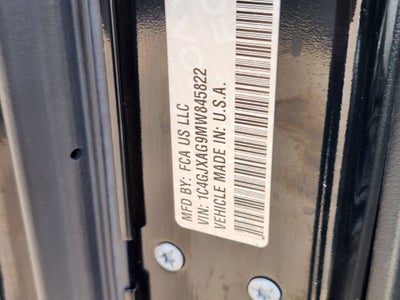 MFD BY: FCA US LLC
VIN: 1C4GJXAG9MW845822
VEHICLE MADE IN: U.S.A.